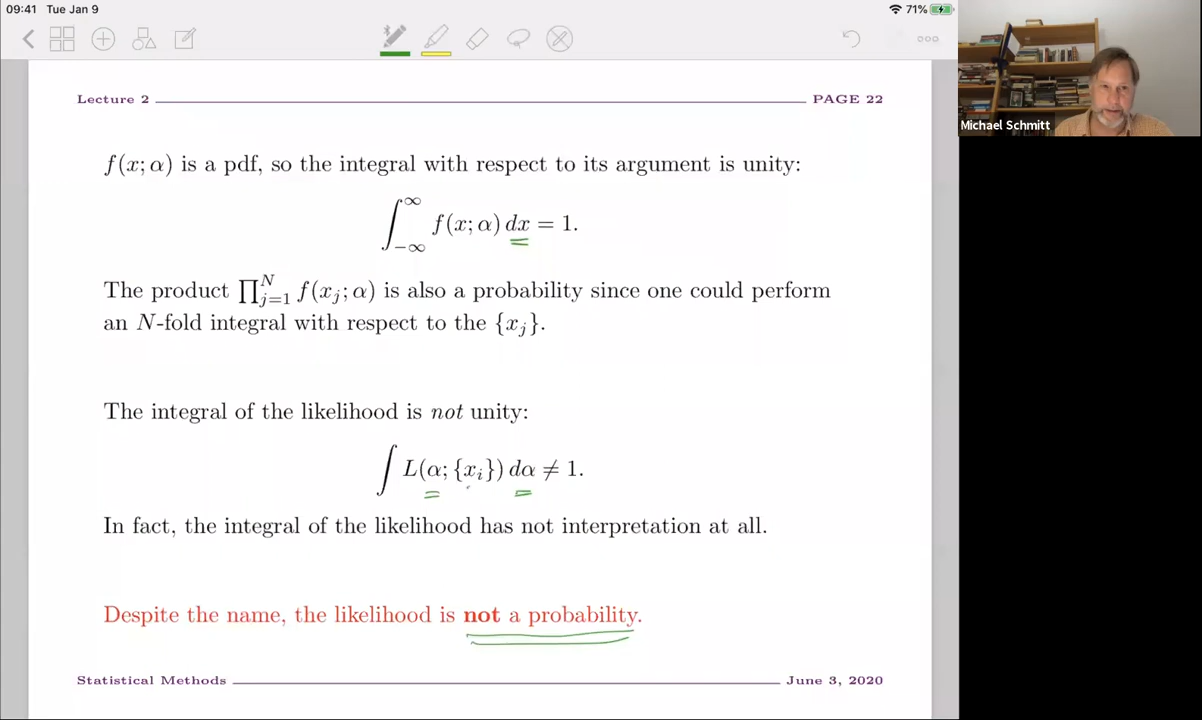 09:41 Tue Jan 9
71%
Lecture 2
PAGE 22
Michael Schmitt
f(x; α) is a pdf, so the integral with respect to its argument is unity:
∫_{−∞}^{∞} f(x; α) dx = 1.
The product ∏_{j=1}^{N} f(x_j; α) is also a probability since one could perform
an N-fold integral with respect to the {x_j}.
The integral of the likelihood is not unity:
∫ L(α; {x_i}) dα ≠ 1.
In fact, the integral of the likelihood has not interpretation at all.
Despite the name, the likelihood is not a probability.
Statistical Methods
June 3, 2020